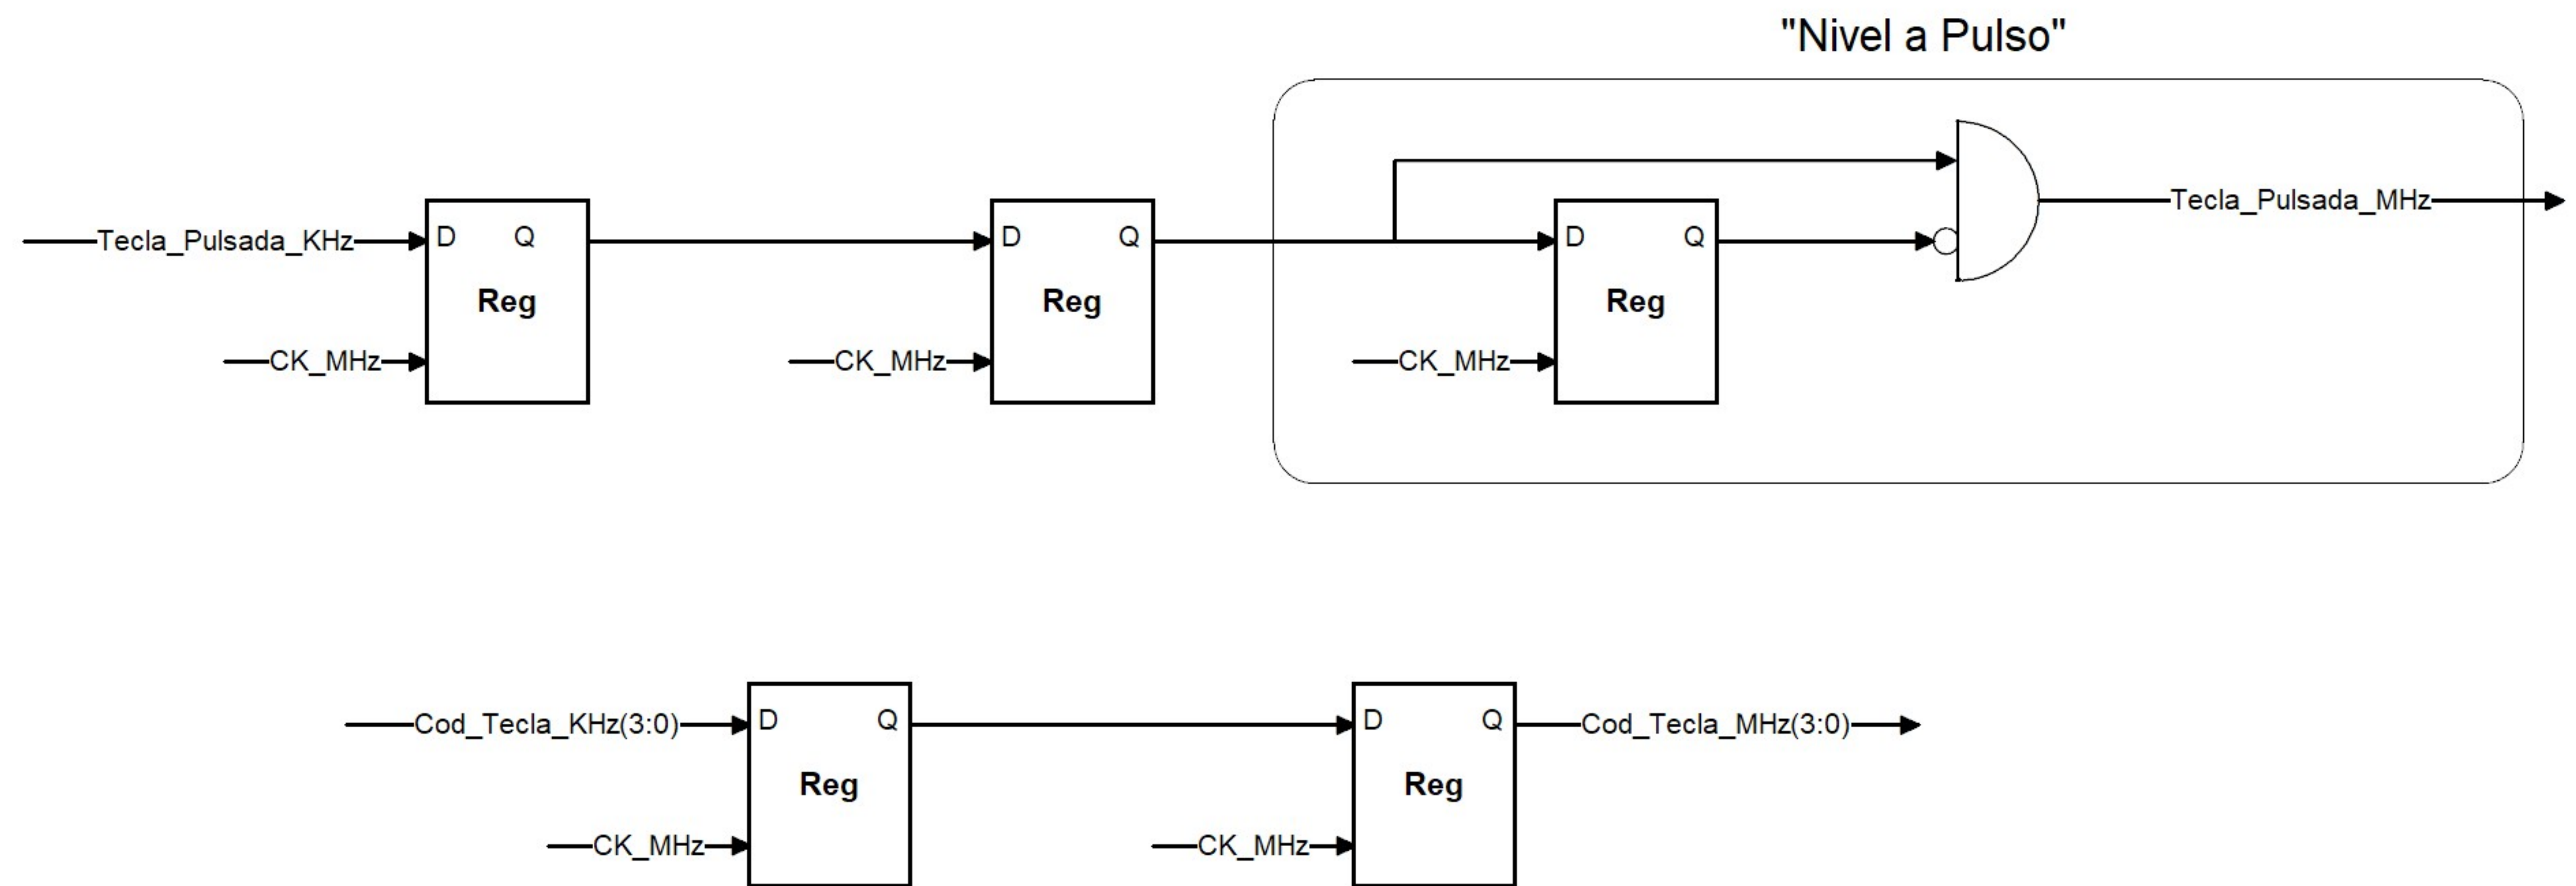 "Nivel a Pulso"
Tecla_Pulsada_KHz
D Q
Reg
CK_MHz
D Q
Reg
CK_MHz
D Q
Reg
CK_MHz
Tecla_Pulsada_MHz
Cod_Tecla_KHz(3:0)
D Q
Reg
CK_MHz
D Q
Reg
CK_MHz
Cod_Tecla_MHz(3:0)